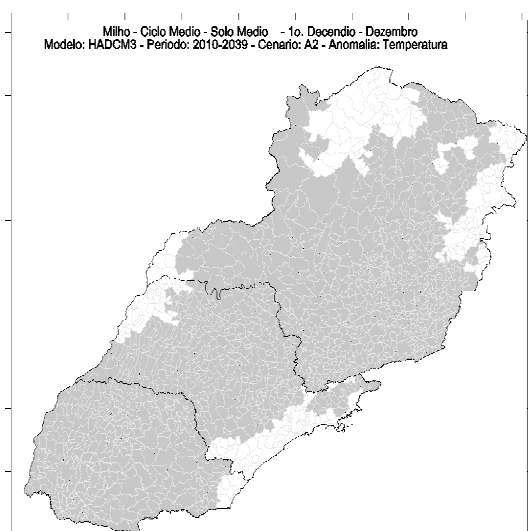 Milho - Ciclo Medio - Solo Medio - 1o. Decendio - Dezembro
Modelo: HADCM3 - Periodo: 2010-2039 - Cenario: A2 - Anomalia: Temperatura